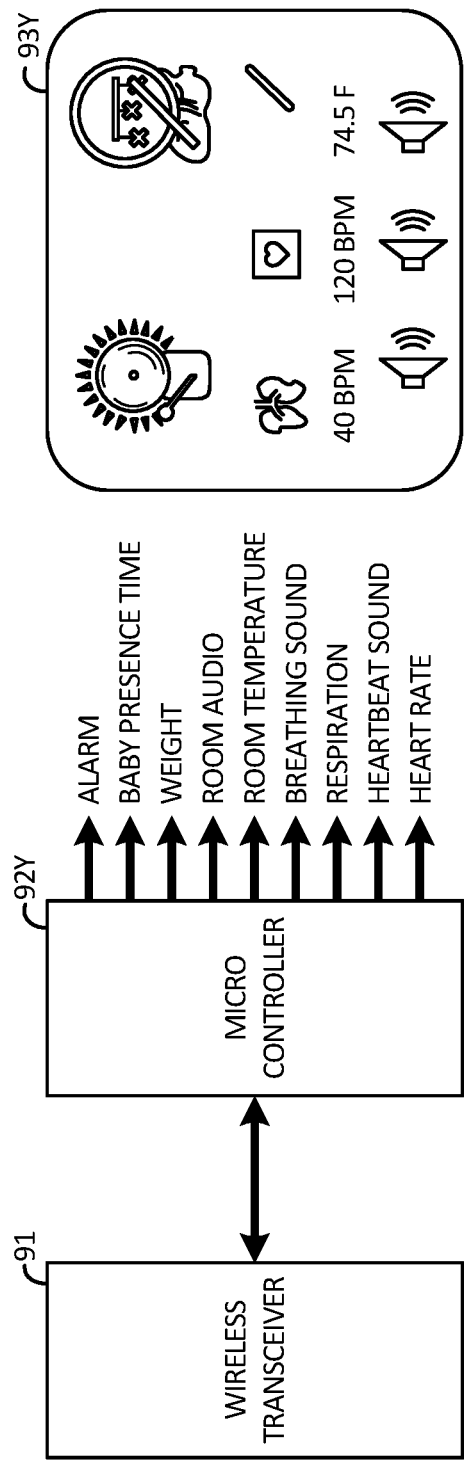 91
WIRELESS
TRANSCEIVER
92Y
MICRO
CONTROLLER
ALARM
BABY PRESENCE TIME
WEIGHT
ROOM AUDIO
ROOM TEMPERATURE
BREATHING SOUND
RESPIRATION
HEARTBEAT SOUND
HEART RATE
93Y
40 BPM
120 BPM
74.5 F